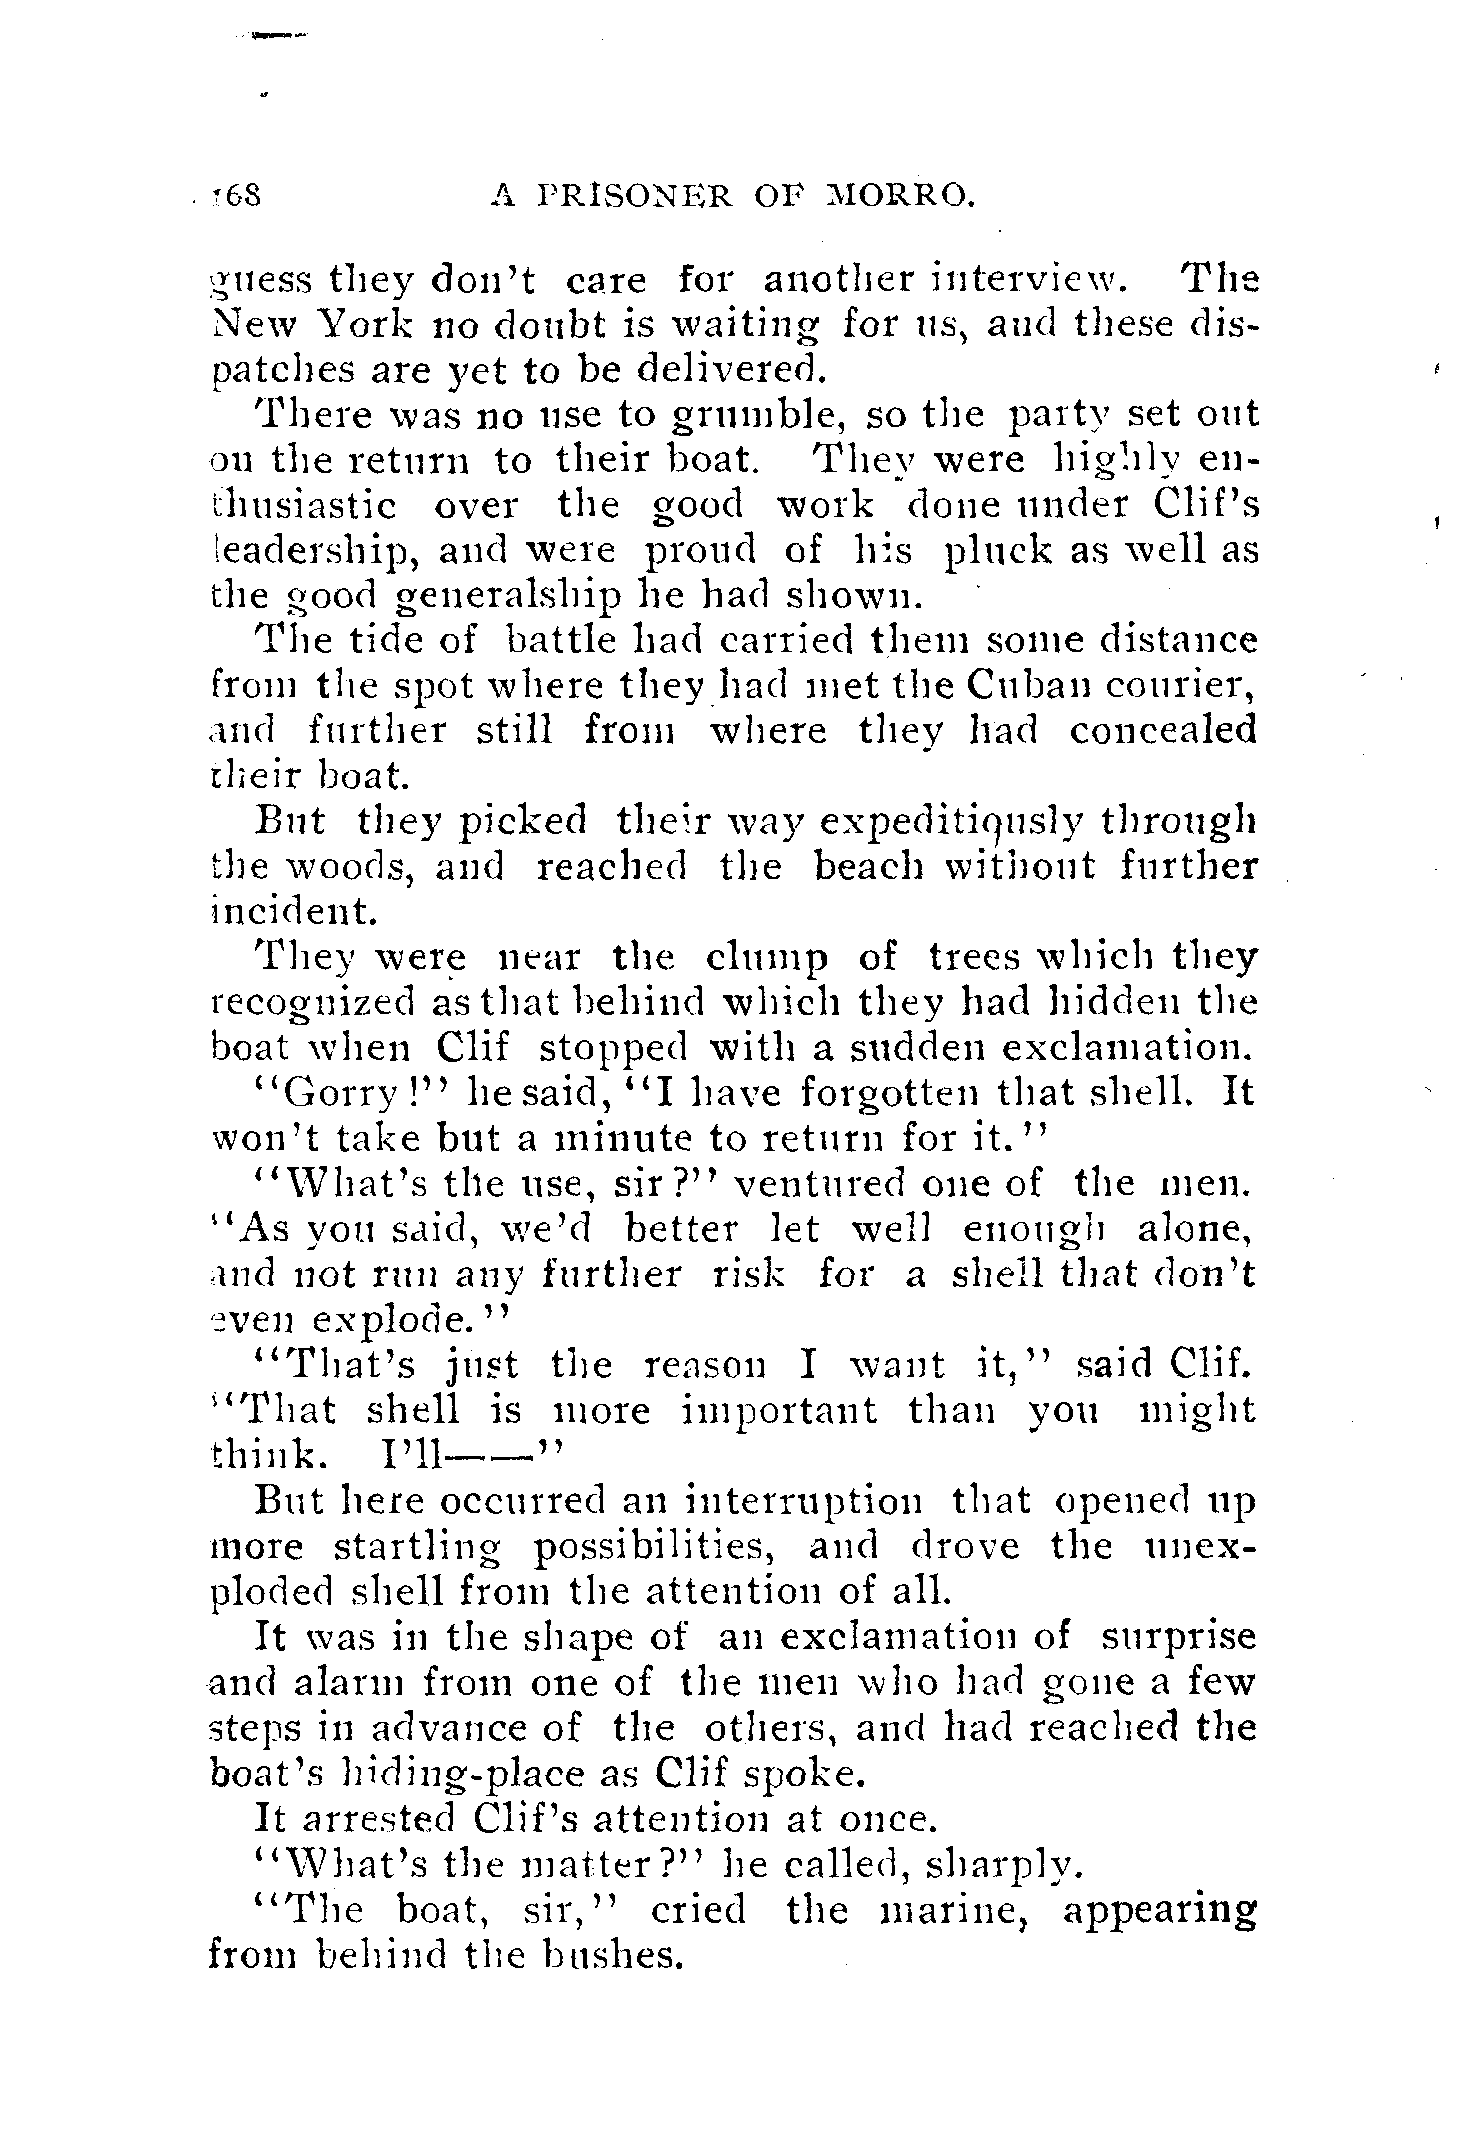 168 A PRISONER OF MORRO.
guess they don't care for another interview. The
New York no doubt is waiting for us, and these dis-
patches are yet to be delivered.
There was no use to grumble, so the party set out
on the return to their boat. They were highly en-
thusiastic over the good work done under Clif's
leadership, and were proud of his pluck as well as
the good generalship he had shown.
The tide of battle had carried them some distance
from the spot where they had met the Cuban courier,
and further still from where they had concealed
their boat.
But they picked their way expeditiously through
the woods, and reached the beach without further
incident.
They were near the clump of trees which they
recognized as that behind which they had hidden the
boat when Clif stopped with a sudden exclamation.
"Gorry!" he said, "I have forgotten that shell. It
won't take but a minute to return for it."
"What's the use, sir?" ventured one of the men.
"As you said, we'd better let well enough alone,
and not run any further risk for a shell that don't
even explode."
"That's just the reason I want it," said Clif.
"That shell is more important than you might
think. I'll——"
But here occurred an interruption that opened up
more startling possibilities, and drove the unex-
ploded shell from the attention of all.
It was in the shape of an exclamation of surprise
and alarm from one of the men who had gone a few
steps in advance of the others, and had reached the
boat's hiding-place as Clif spoke.
It arrested Clif's attention at once.
"What's the matter?" he called, sharply.
"The boat, sir," cried the marine, appearing
from behind the bushes.